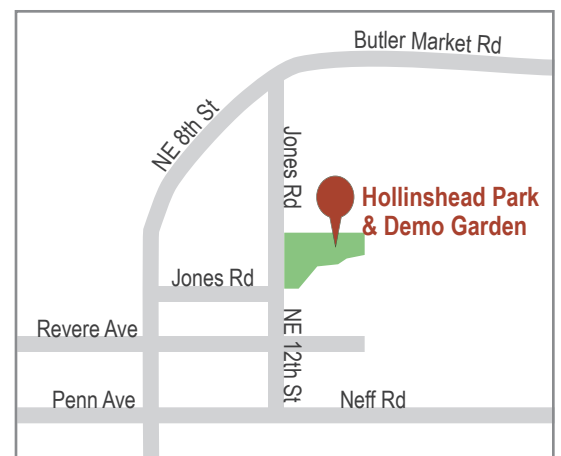 Butler Market Rd
NE 8th St
Jones Rd
Hollinshead Park
& Demo Garden
Jones Rd
Revere Ave
NE 12th St
Penn Ave
Neff Rd